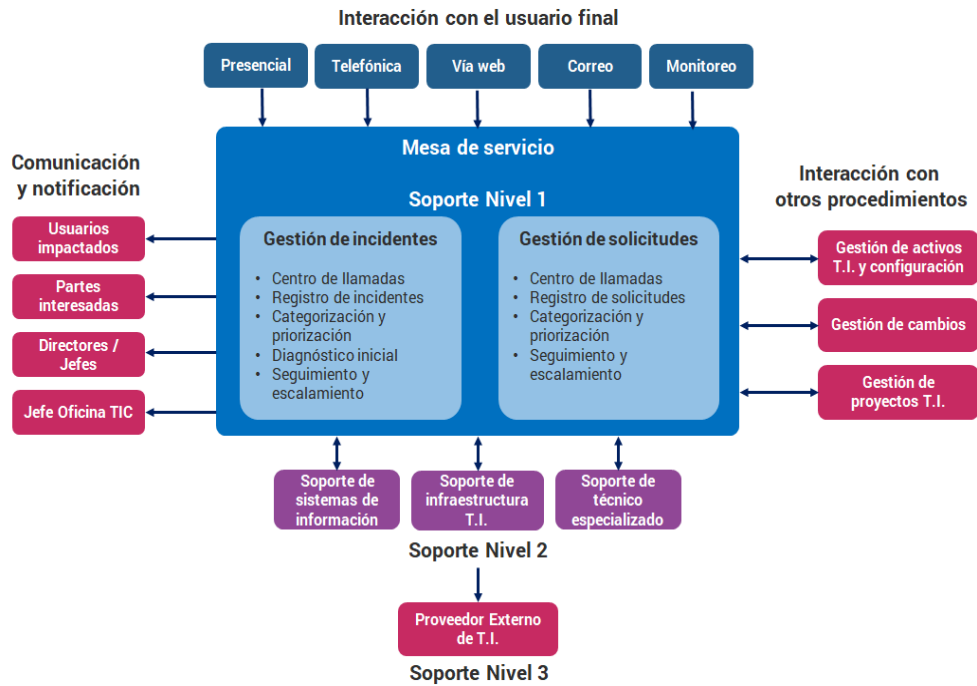 Interacción con el usuario final
Presencial
Telefónica
Vía web
Correo
Monitoreo
Mesa de servicio
Comunicación
y notificación
Interacción con
otros procedimientos
Soporte Nivel 1
Usuarios
impactados
Partes
interesadas
Directores /
Jefes
Jefe Oficina TIC
Gestión de incidentes
• Centro de llamadas
• Registro de incidentes
• Categorización y
priorización
• Diagnóstico inicial
• Seguimiento y
escalamiento
Gestión de solicitudes
• Centro de llamadas
• Registro de solicitudes
• Categorización y
priorización
• Seguimiento y
escalamiento
Gestión de activos
T.I. y configuración
Gestión de cambios
Gestión de
proyectos T.I.
Soporte de
sistemas de
información
Soporte de
infraestructura
T.I.
Soporte de
técnico
especializado
Soporte Nivel 2
Proveedor Externo
de T.I.
Soporte Nivel 3